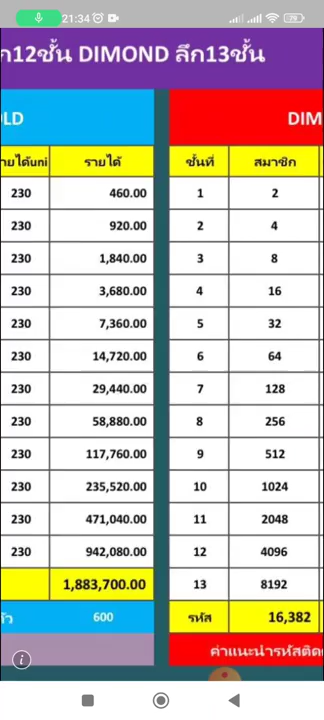 21:34
79
ก12ชั้น DIMOND ลึก13ชั้น
LD DIM
ายได้uni รายได้ ชั้นที่ สมาชิก
230 460.00 1 2
230 920.00 2 4
230 1,840.00 3 8
230 3,680.00 4 16
230 7,360.00 5 32
230 14,720.00 6 64
230 29,440.00 7 128
230 58,880.00 8 256
230 117,760.00 9 512
230 235,520.00 10 1024
230 471,040.00 11 2048
230 942,080.00 12 4096
1,883,700.00 13 8192
600 รหัส 16,382
ค่าแนะนำรหัสติด